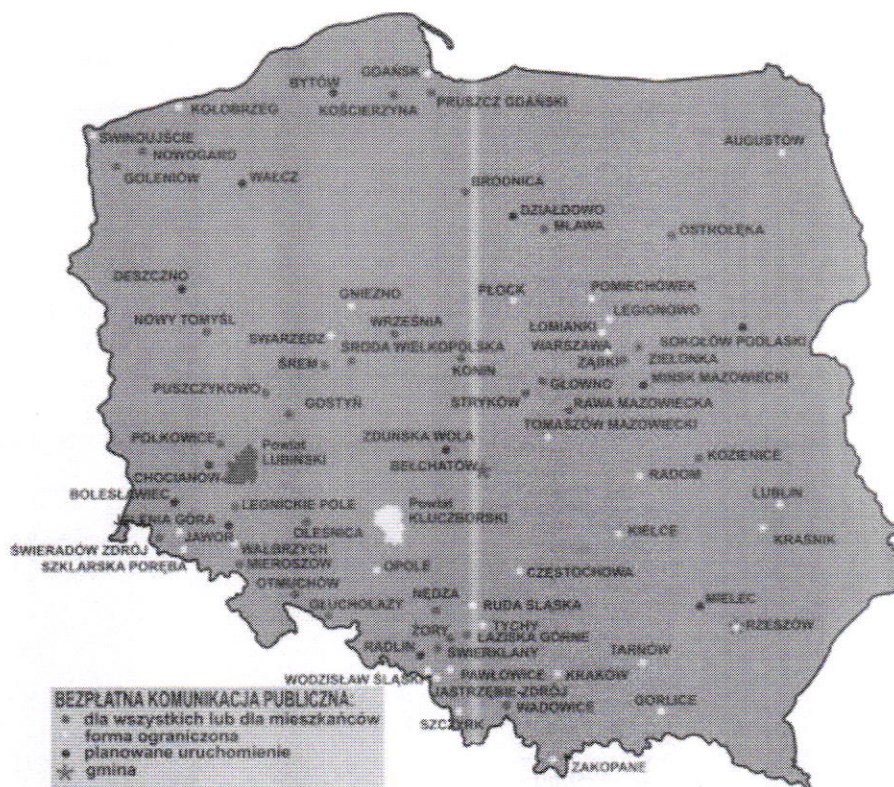 GDAŃSK
BYTÓW
KOŚCIERZYNA
PRUSZCZ GDAŃSKI
KOŁOBRZEG
ŚWINOUJŚCIE
NOWOGARD
GOLENIÓW
WAŁCZ
AUGUSTÓW
BRODNICA
DZIAŁDOWO
MŁAWA
OSTROŁĘKA
DESZCZNO
GNIEZNO
PŁOCK
POMIECHÓWEK
LEGIONOWO
NOWY TOMYŚL
WRZEŚNIA
SWARZĘDZ
ŁOMIANKI
ŚRODA WIELKOPOLSKA
WARSZAWA
SOKOŁÓW PODLASKI
ŚREM
KONIN
ZĄBKI
ZIELONKA
PUSZCZYKOWO
GŁOWNO
MIŃSK MAZOWIECKI
STRYKÓW
GOSTYŃ
RAWA MAZOWIECKA
TOMASZÓW MAZOWIECKI
POLKOWICE
Powiat
LUBIŃSKI
ZDUŃSKA WOLA
BEŁCHATÓW
KOZIENICE
CHOCIANÓW
RADOM
BOLESŁAWIEC
LEGNICKIE POLE
LUBLIN
Powiat
KLUCZBORSKI
JELENIA GÓRA
OLEŚNICA
JAWOR
KIELCE
KRAŚNIK
ŚWIERADÓW ZDRÓJ
WAŁBRZYCH
SZKLARSKA PORĘBA
MIEROSZÓW
OPOLE
CZĘSTOCHOWA
OTMUCHÓW
NĘDZA
MIELEC
GŁUCHOŁAZY
RUDA ŚLĄSKA
TYCHY
RZESZÓW
ŻORY
ŁAZISKA GÓRNE
RADLIN
ŚWIERKLANY
TARNÓW
WODZISŁAW ŚLĄSKI
PAWŁOWICE
KRAKÓW
JASTRZĘBIE-ZDRÓJ
WADOWICE
GORLICE
SZCZYRK
ZAKOPANE
BEZPŁATNA KOMUNIKACJA PUBLICZNA:
dla wszystkich lub dla mieszkańców
forma ograniczona
planowane uruchomienie
gmina